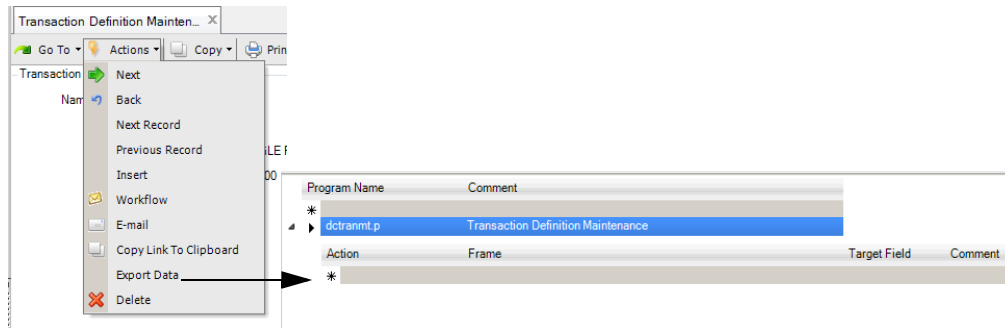 Transaction Definition Mainten...
Go To Actions Copy Prin
Transaction
Nam
Next
Back
Next Record
Previous Record
LE F
Insert
00
Workflow
E-mail
Copy Link To Clipboard
Export Data
Delete
Program Name Comment
dctranmt.p Transaction Definition Maintenance
Action Frame Target Field Comment